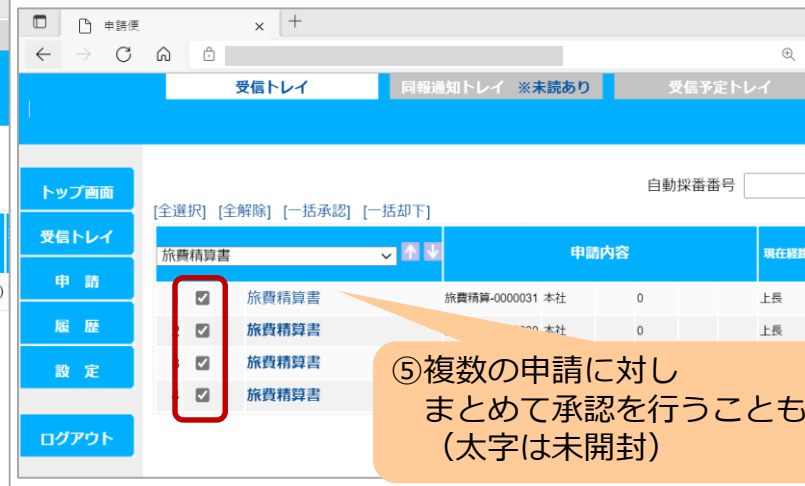 申請便
受信トレイ
同報通知トレイ ※未読あり
受信予定トレイ
自動採番番号
トップ画面
受信トレイ
申 請
履 歴
設 定
ログアウト
[全選択] [全解除] [一括承認] [一括却下]
旅費精算書 申請内容 現在経路
旅費精算書 旅費精算-0000031 本社 0 上長
2 旅費精算書 本社 0 上長
旅費精算書
旅費精算書
⑤複数の申請に対し
まとめて承認を行うことも
（太字は未開封）